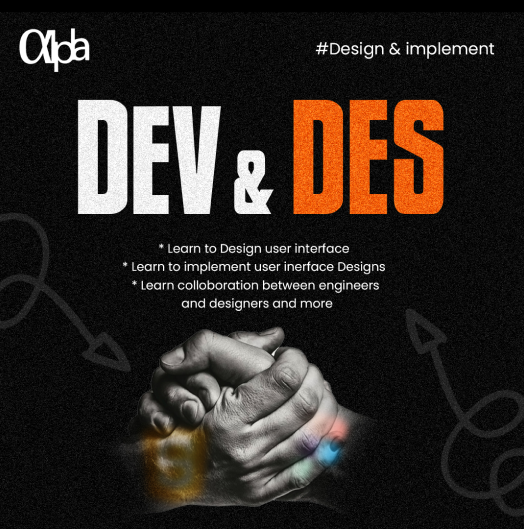 #Design & implement
DEV & DES
* Learn to Design user interface
* Learn to implement user inerface Designs
* Learn colloboration between engineers
and designers and more